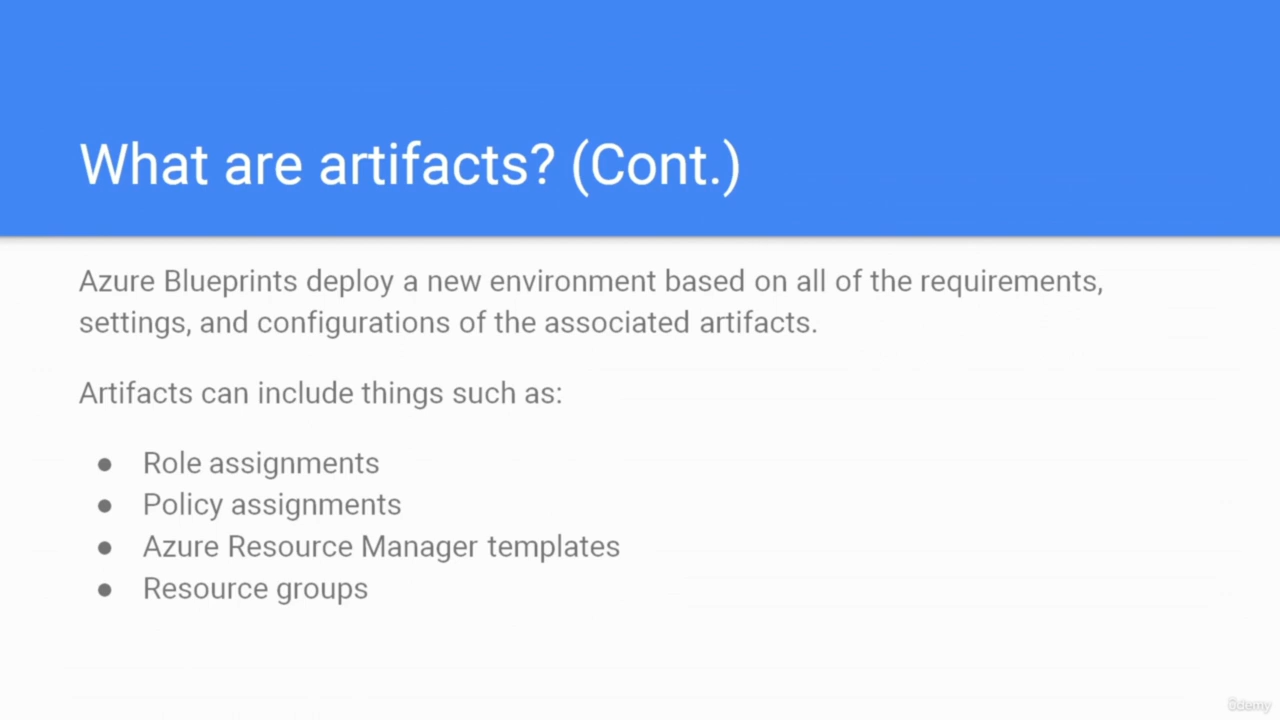 What are artifacts? (Cont.)
Azure Blueprints deploy a new environment based on all of the requirements,
settings, and configurations of the associated artifacts.
Artifacts can include things such as:
● Role assignments
● Policy assignments
● Azure Resource Manager templates
● Resource groups
ûdemy